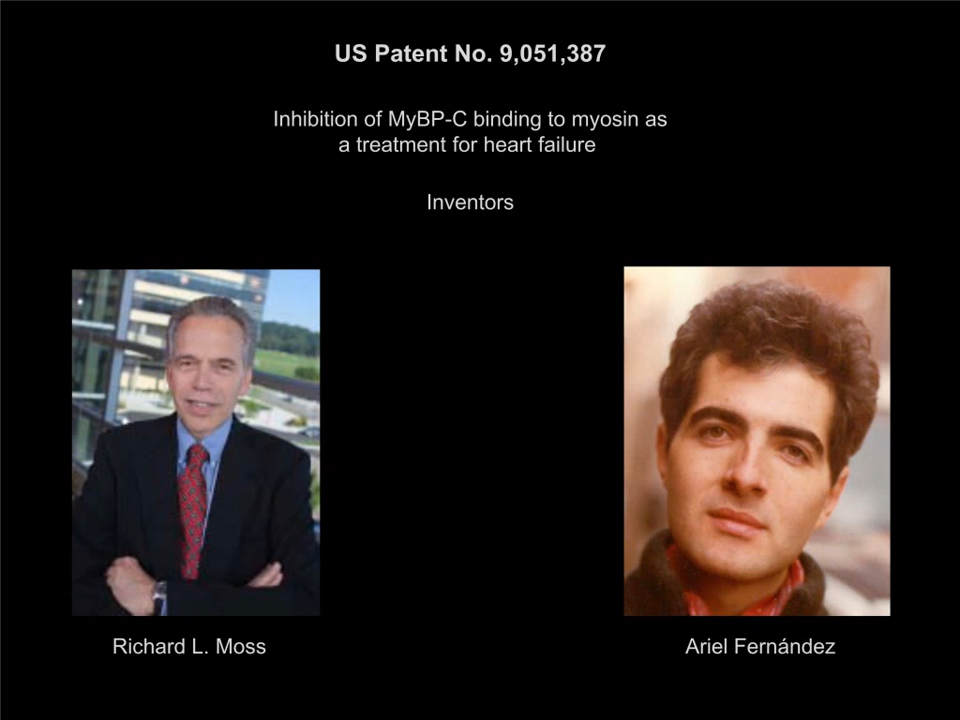 US Patent No. 9,051,387
Inhibition of MyBP-C binding to myosin as
a treatment for heart failure
Inventors
Richard L. Moss
Ariel Fernández